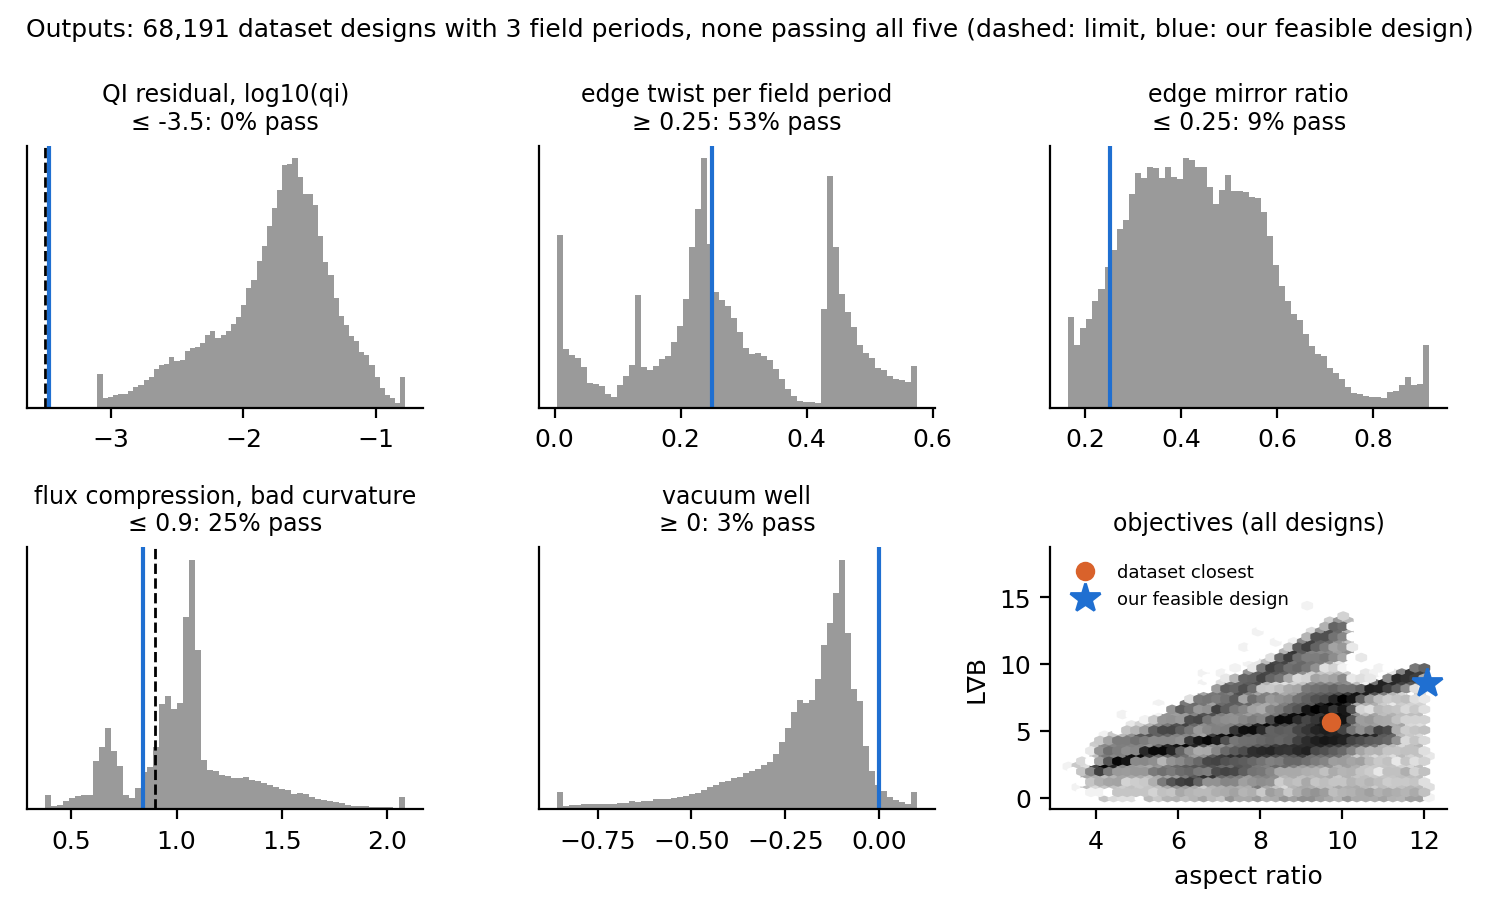 Outputs: 68,191 dataset designs with 3 field periods, none passing all five (dashed: limit, blue: our feasible design)
QI residual, log10(qi)
≤ -3.5: 0% pass
−3 −2 −1
edge twist per field period
≥ 0.25: 53% pass
0.0 0.2 0.4 0.6
edge mirror ratio
≤ 0.25: 9% pass
0.2 0.4 0.6 0.8
flux compression, bad curvature
≤ 0.9: 25% pass
0.5 1.0 1.5 2.0
vacuum well
≥ 0: 3% pass
−0.75 −0.50 −0.25 0.00
objectives (all designs)
dataset closest
our feasible design
L∇B
15
10
5
0
4 6 8 10 12
aspect ratio